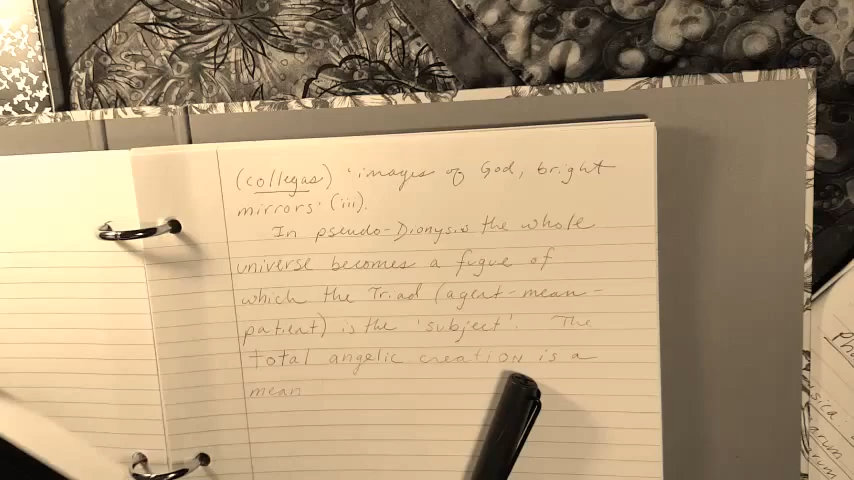 (collegas) 'images of God, bright
mirrors' (iii).
In pseudo-Dionysius the whole
universe becomes a fugue of
which the Triad (agent-mean-
patient) is the 'subject'. The
total angelic creation is a
mean